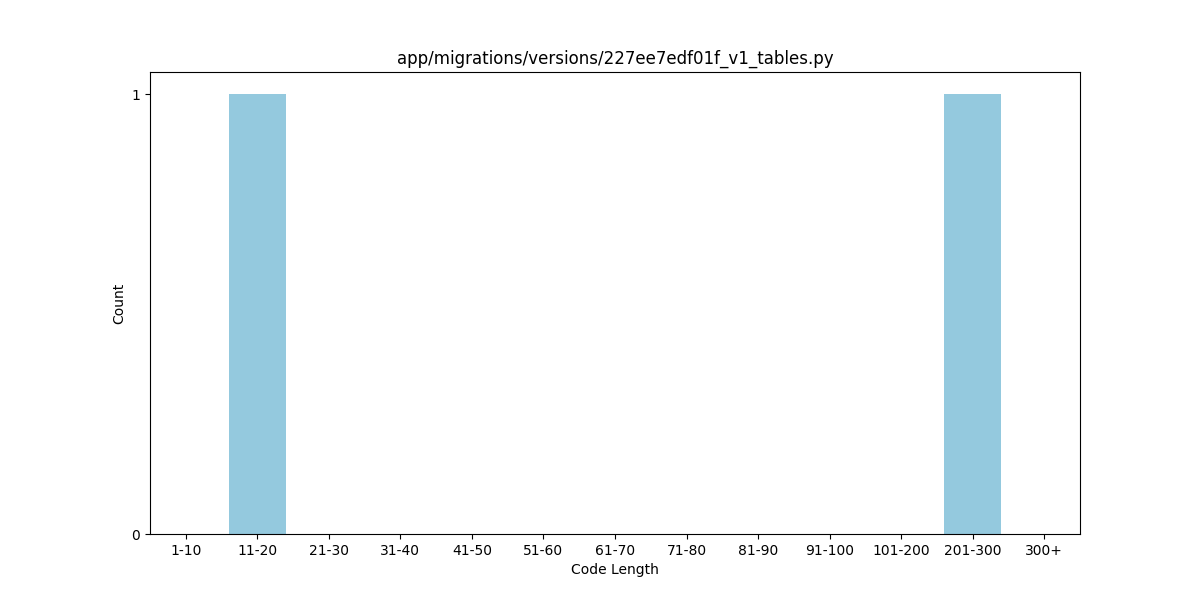 app/migrations/versions/227ee7edf01f_v1_tables.py
1
Count
0
1-10 11-20 21-30 31-40 41-50 51-60 61-70 71-80 81-90 91-100 101-200 201-300 300+
Code Length